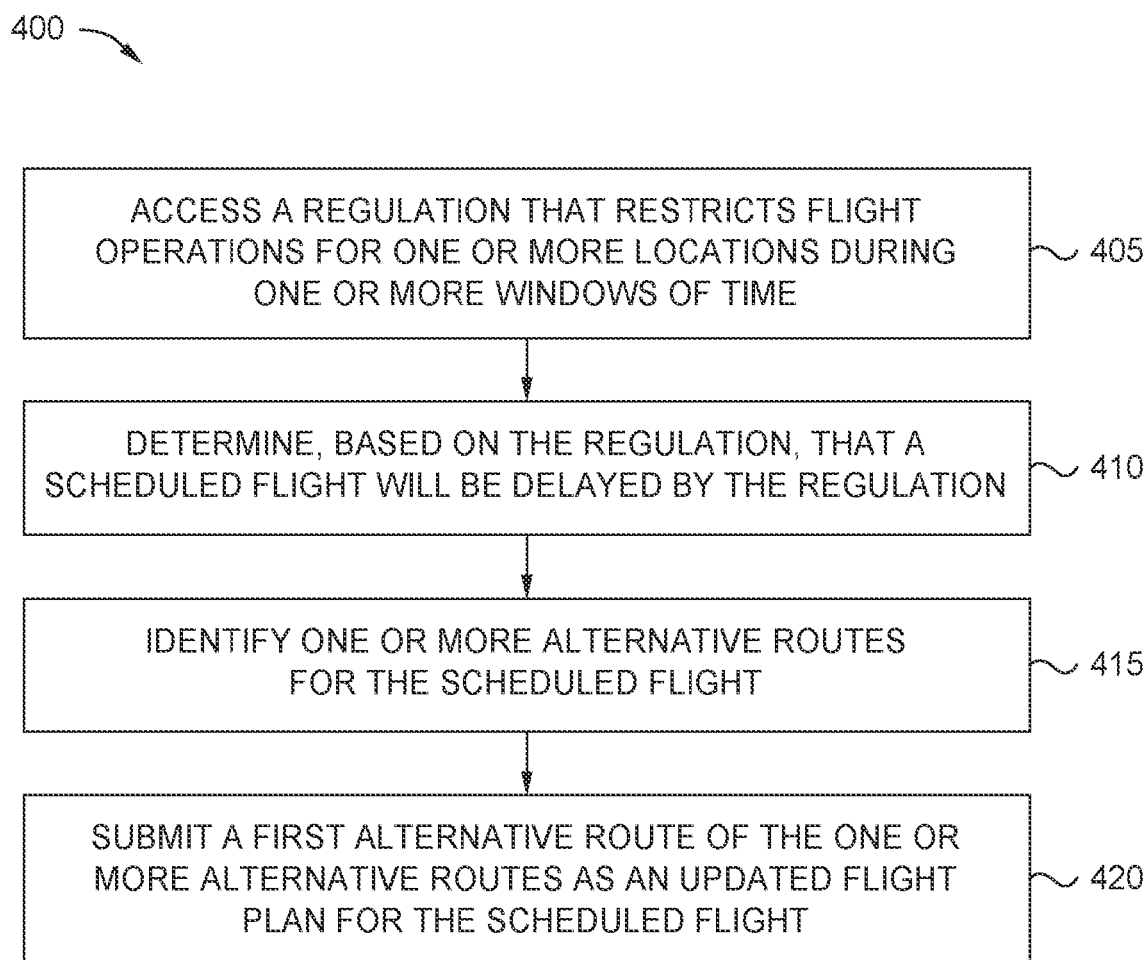 400
ACCESS A REGULATION THAT RESTRICTS FLIGHT
OPERATIONS FOR ONE OR MORE LOCATIONS DURING
ONE OR MORE WINDOWS OF TIME
405
DETERMINE, BASED ON THE REGULATION, THAT A
SCHEDULED FLIGHT WILL BE DELAYED BY THE REGULATION
410
IDENTIFY ONE OR MORE ALTERNATIVE ROUTES
FOR THE SCHEDULED FLIGHT
415
SUBMIT A FIRST ALTERNATIVE ROUTE OF THE ONE OR
MORE ALTERNATIVE ROUTES AS AN UPDATED FLIGHT
PLAN FOR THE SCHEDULED FLIGHT
420